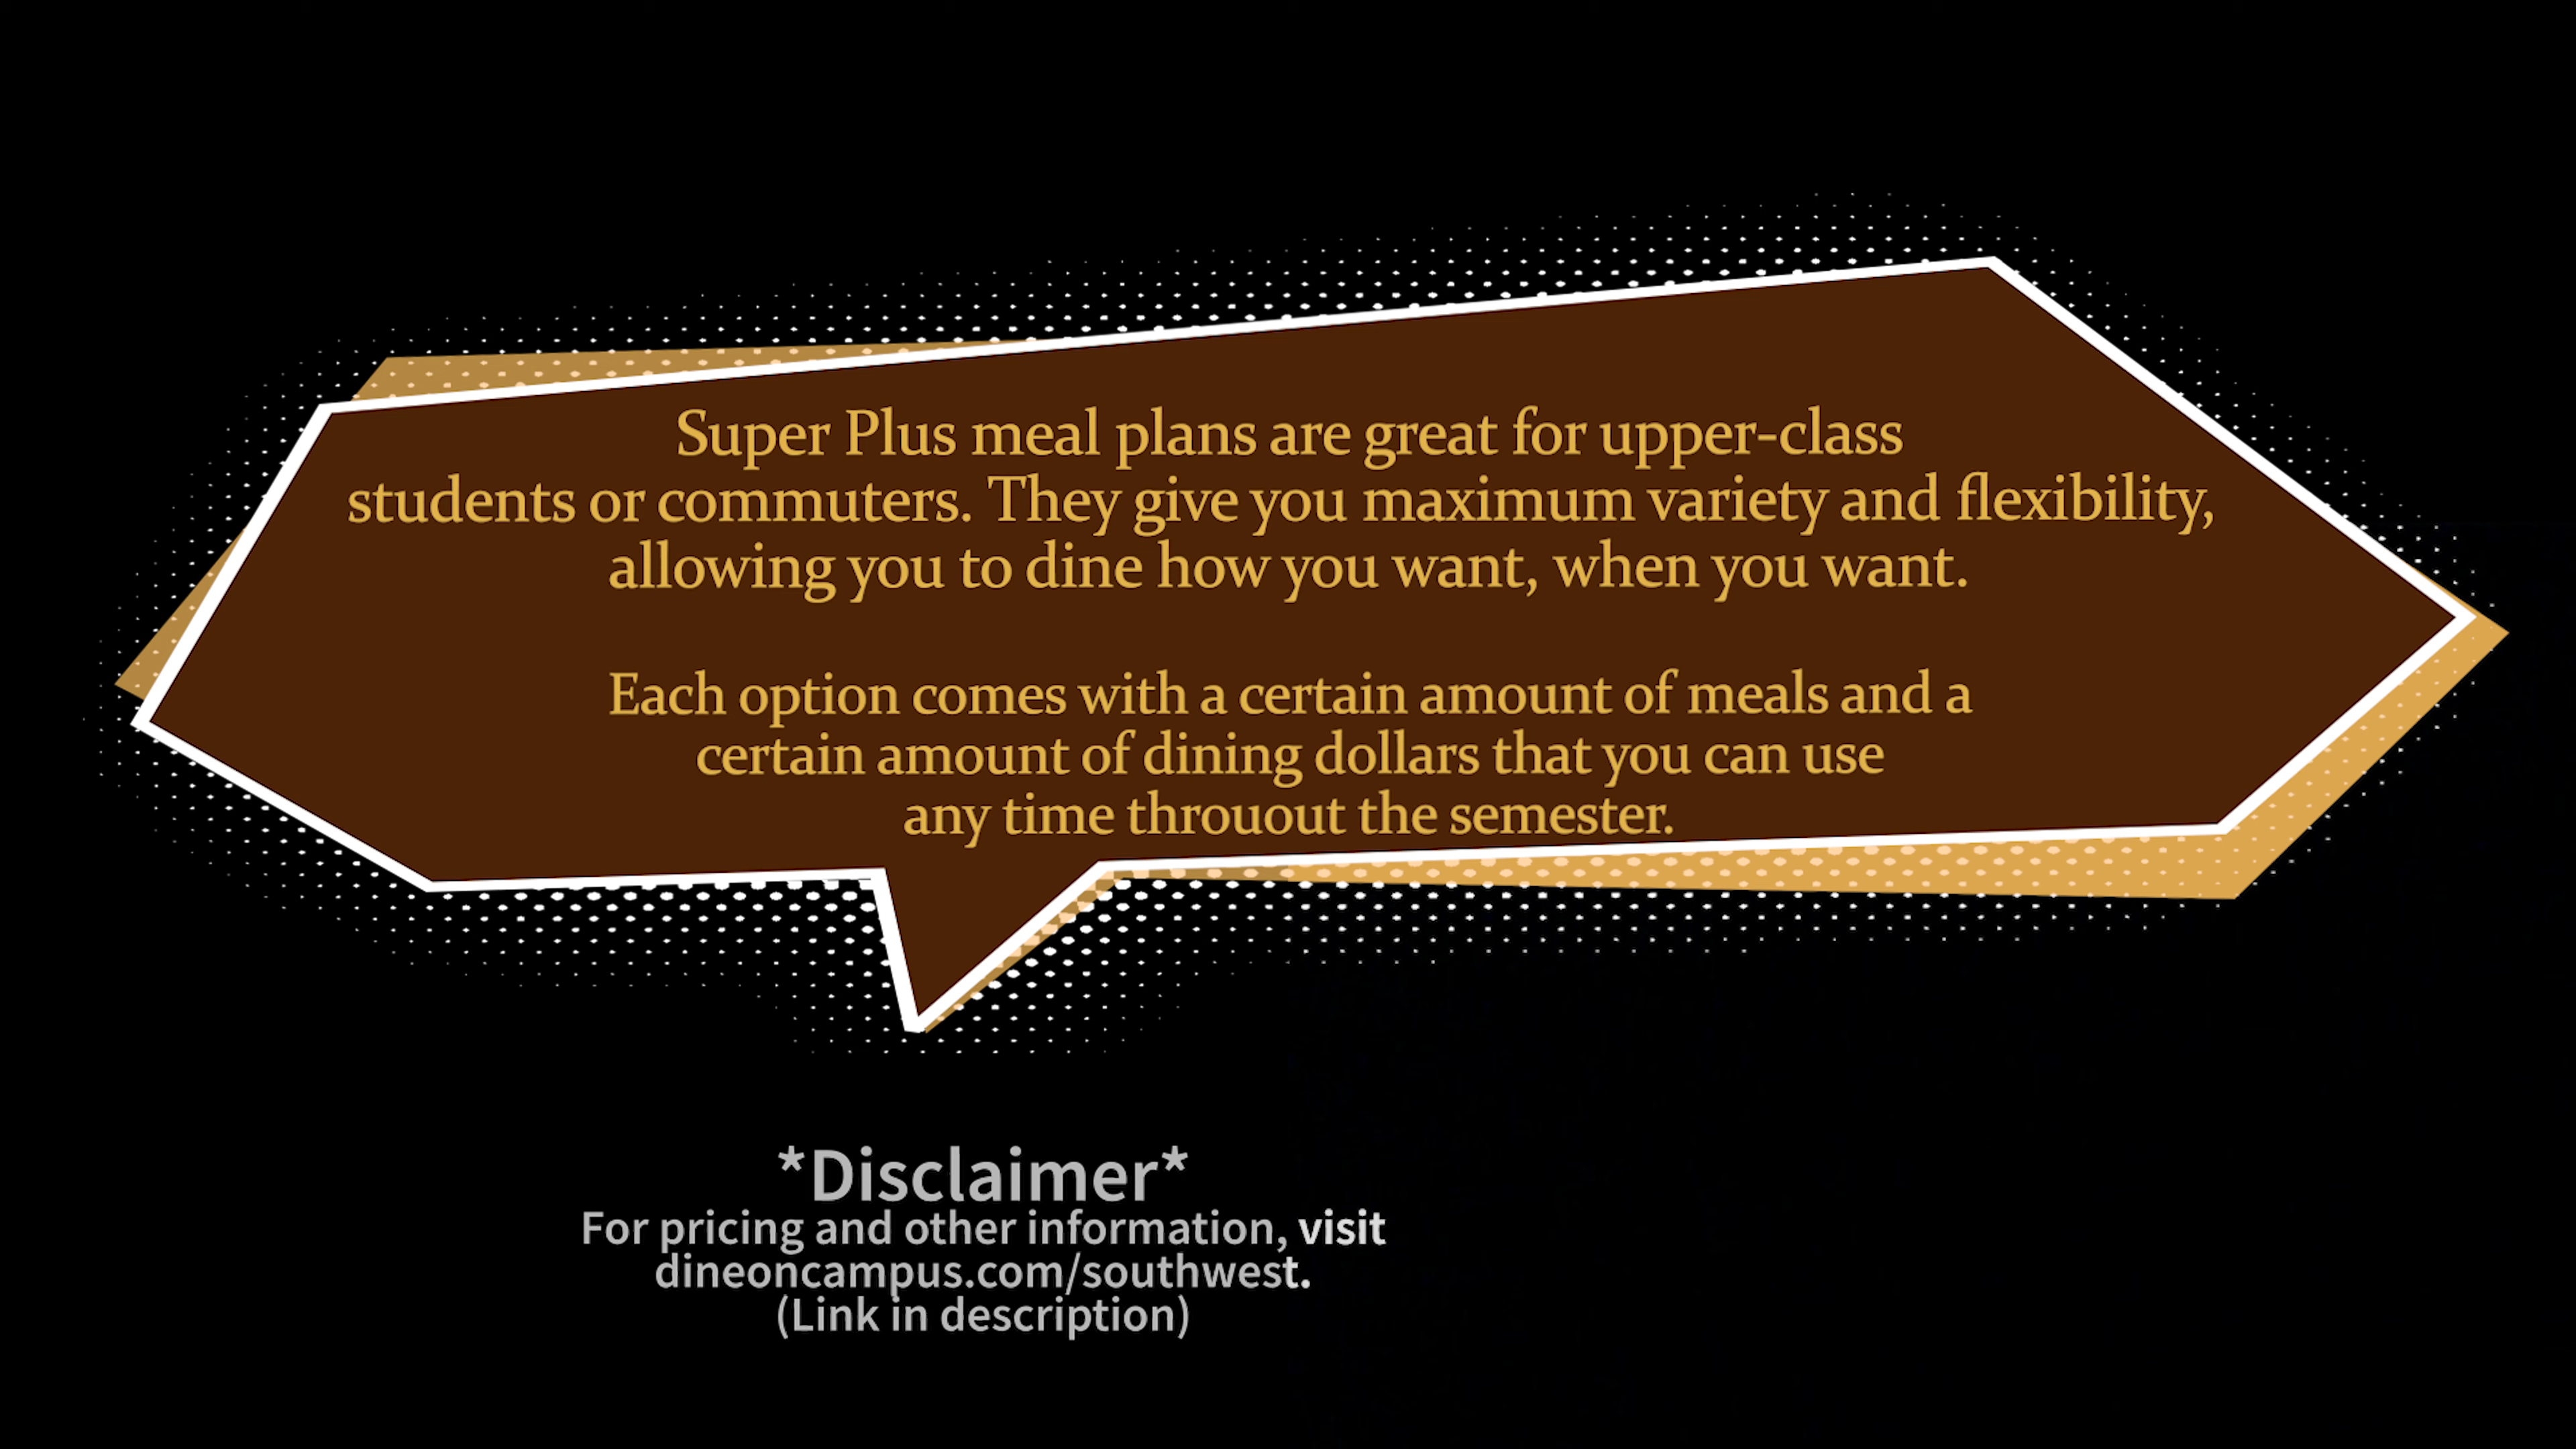 Super Plus meal plans are great for upper-class
students or commuters. They give you maximum variety and flexibility,
allowing you to dine how you want, when you want.
Each option comes with a certain amount of meals and a
certain amount of dining dollars that you can use
any time throuout the semester.
*Disclaimer*
For pricing and other information, visit
dineoncampus.com/southwest.
(Link in description)